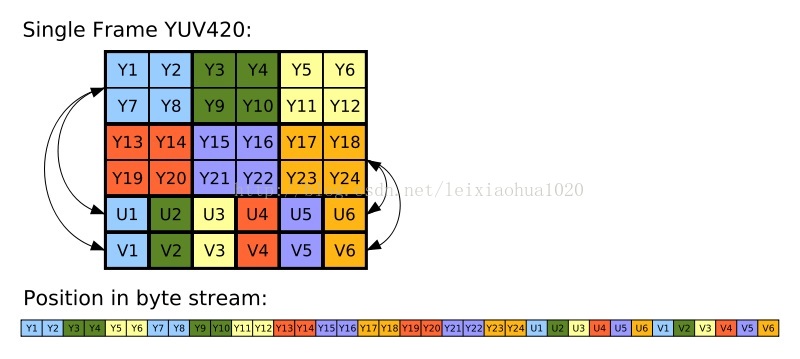 Single Frame YUV420:
Y1 Y2 Y3 Y4 Y5 Y6
Y7 Y8 Y9 Y10 Y11 Y12
Y13 Y14 Y15 Y16 Y17 Y18
Y19 Y20 Y21 Y22 Y23 Y24
http://blog.csdn.net/leixiaohua1020
U1 U2 U3 U4 U5 U6
V1 V2 V3 V4 V5 V6
Position in byte stream:
Y1 Y2 Y3 Y4 Y5 Y6 Y7 Y8 Y9 Y10 Y11 Y12 Y13 Y14 Y15 Y16 Y17 Y18 Y19 Y20 Y21 Y22 Y23 Y24 U1 U2 U3 U4 U5 U6 V1 V2 V3 V4 V5 V6